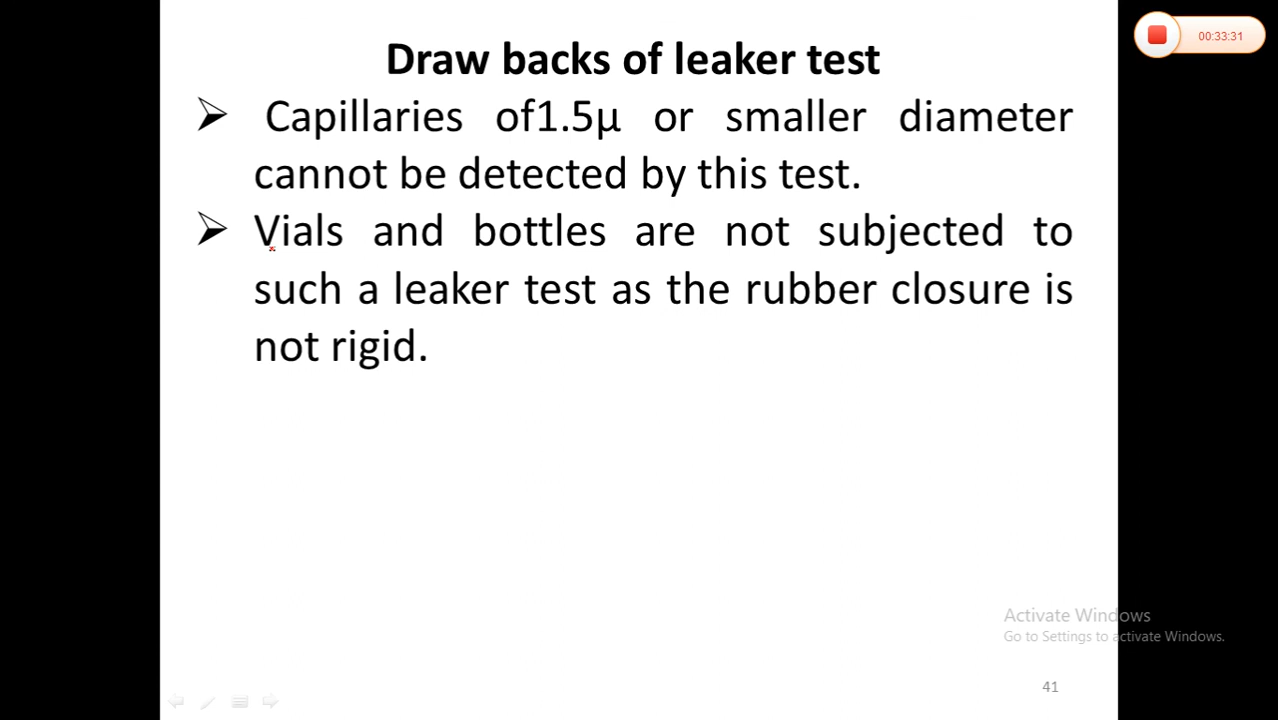 00:33:31
Draw backs of leaker test
➢ Capillaries of1.5µ or smaller diameter
cannot be detected by this test.
➢ Vials and bottles are not subjected to
such a leaker test as the rubber closure is
not rigid.
Activate Windows
Go to Settings to activate Windows.
41